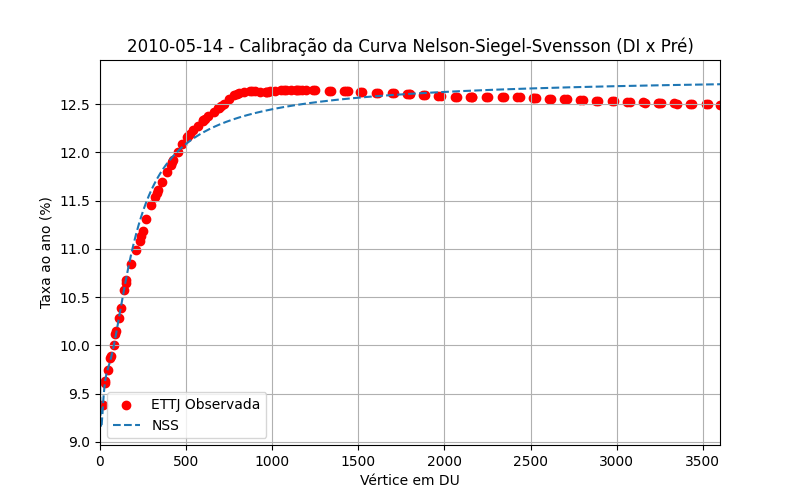 2010-05-14 - Calibração da Curva Nelson-Siegel-Svensson (DI x Pré)
Taxa ao ano (%)
12.5
12.0
11.5
11.0
10.5
10.0
9.5
9.0
ETTJ Observada
NSS
0 500 1000 1500 2000 2500 3000 3500
Vértice em DU